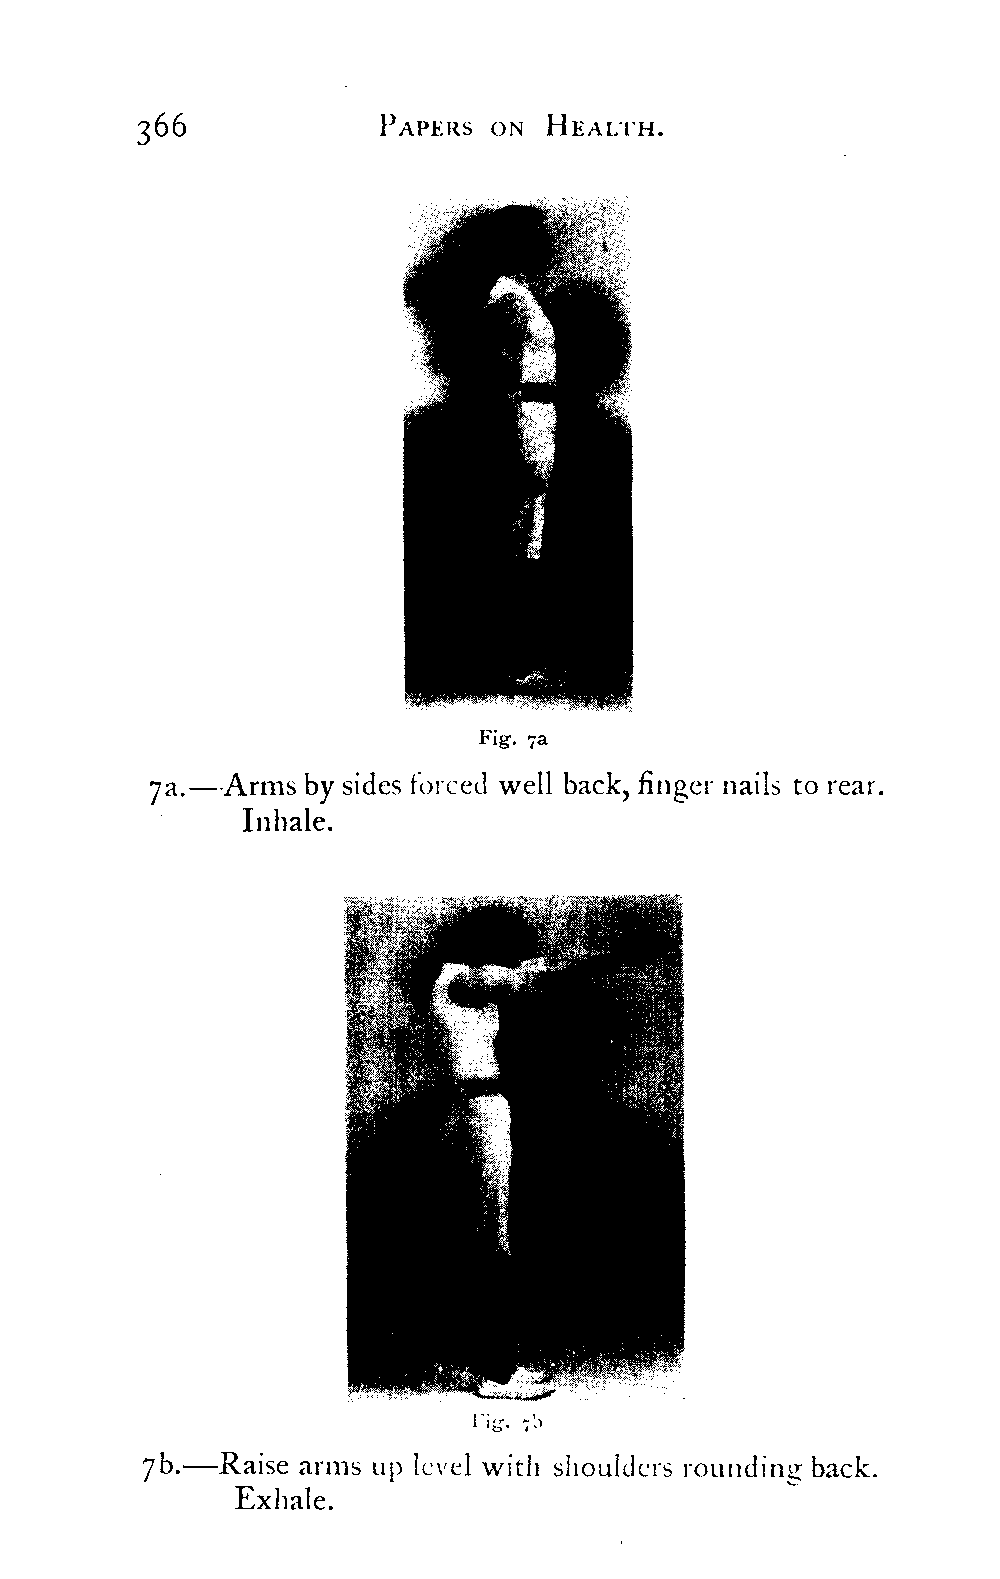 366 PAPERS ON HEALTH.
Fig. 7a
7a.—Arms by sides forced well back, finger nails to rear.
Inhale.
Fig. 7b
7b.—Raise arms up level with shoulders rounding back.
Exhale.